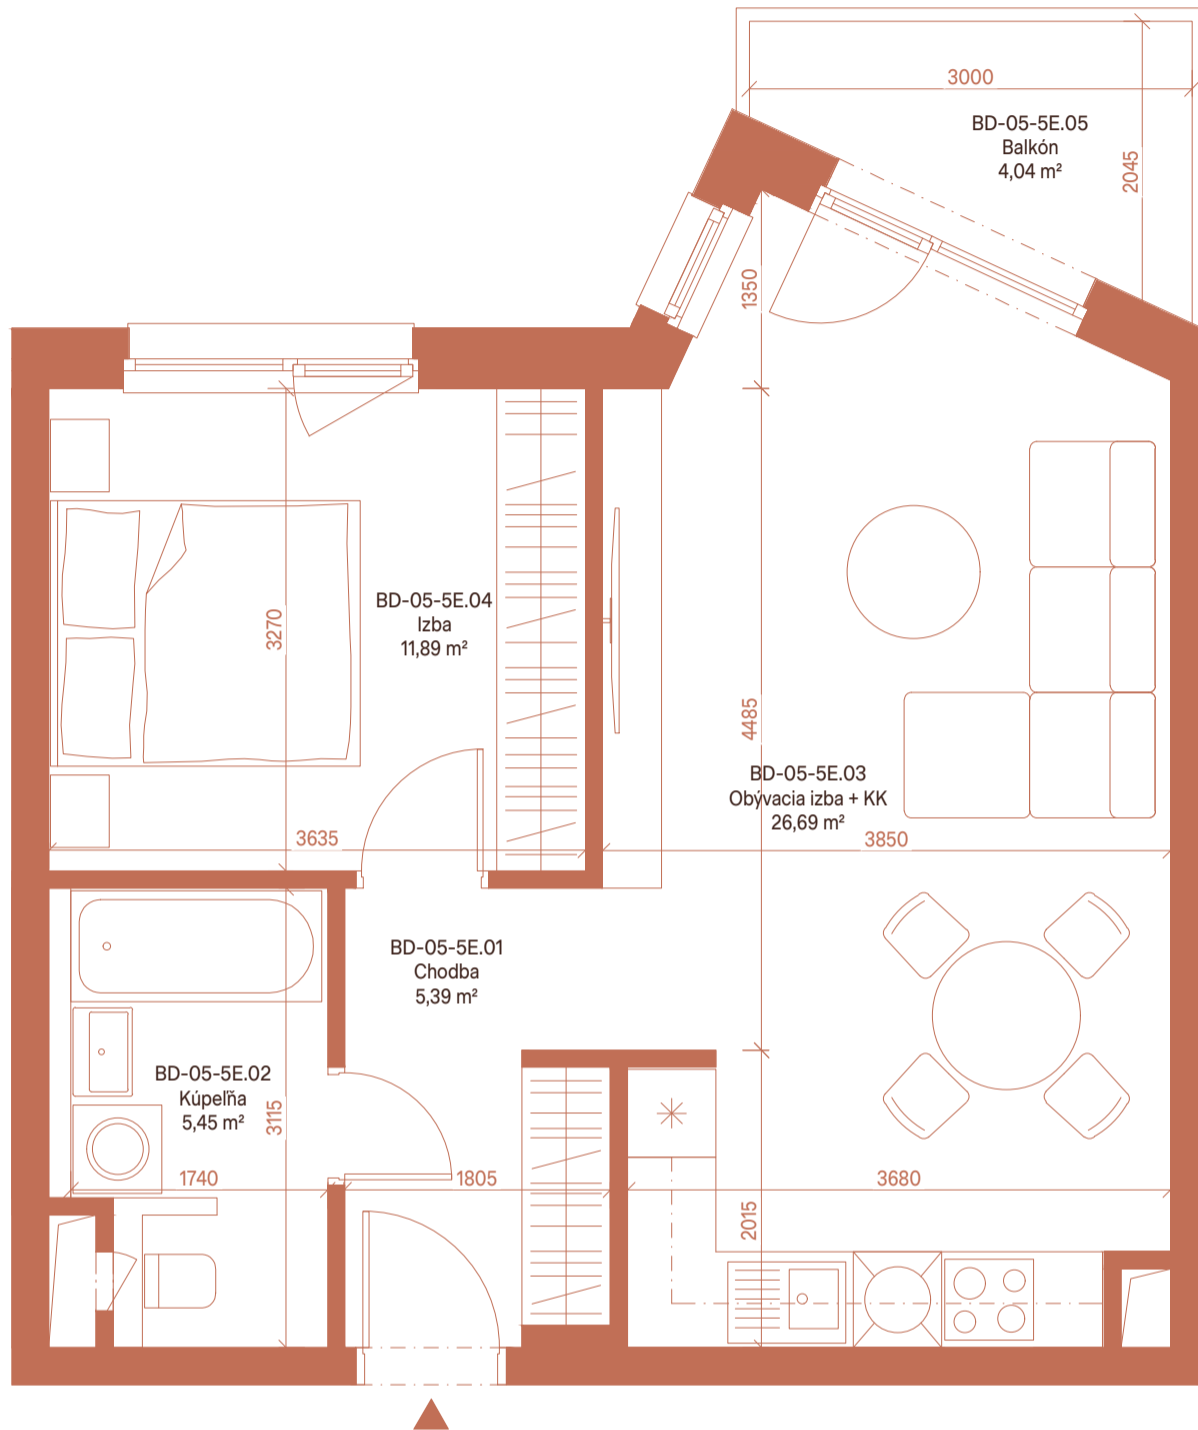 3000
BD-05-5E.05
Balkón
4,04 m²
2045
1350
BD-05-5E.04
Izba
11,89 m²
3270
4485
BD-05-5E.03
Obývacia izba + KK
26,69 m²
3635
3850
BD-05-5E.01
Chodba
5,39 m²
BD-05-5E.02
Kúpeľňa
5,45 m²
3115
1740
1805
3680
2015